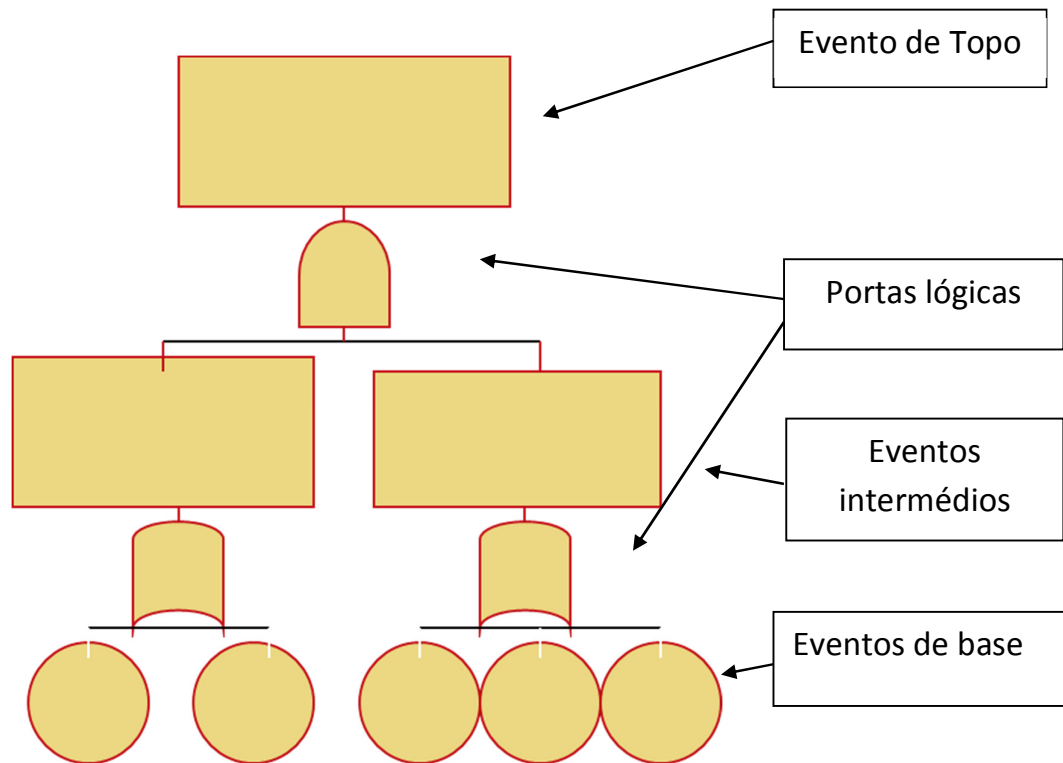 Evento de Topo
Portas lógicas
Eventos
intermédios
Eventos de base